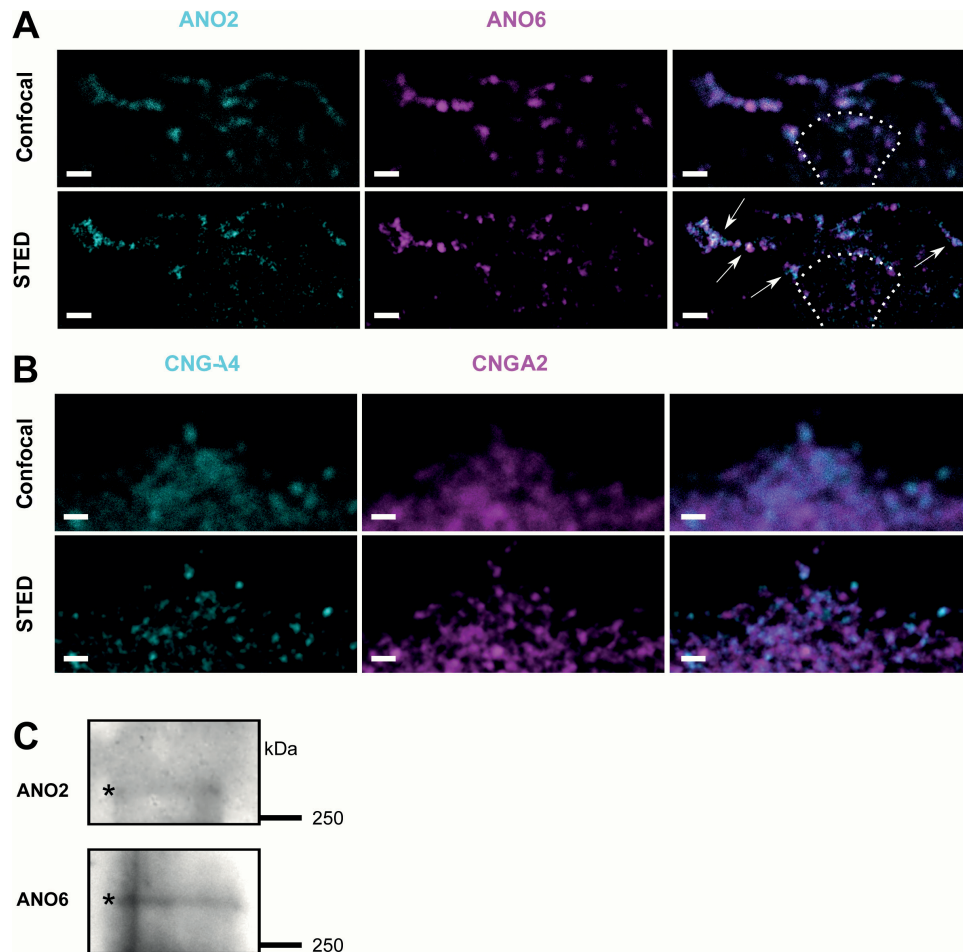 A
ANO2 ANO6
Confocal
STED
B
CNGA4 CNGA2
Confocal
STED
C
kDa
ANO2 *
250
ANO6 *
250